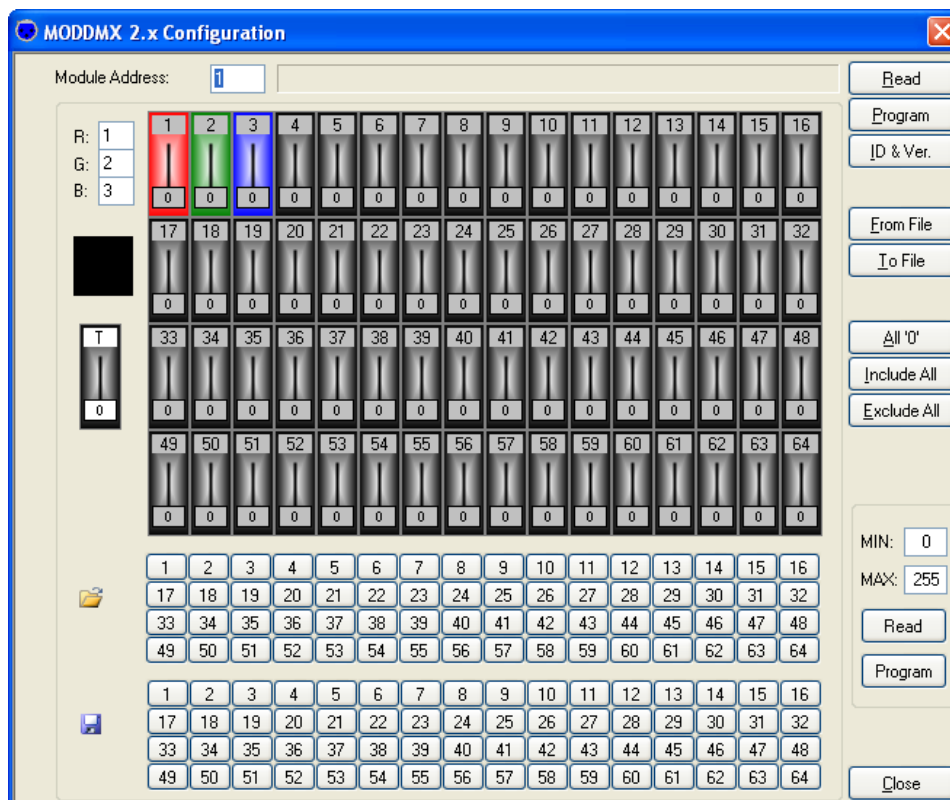 MODDMX 2.x Configuration
Module Address: 1
Read
Program
ID & Ver.
From File
To File
All '0'
Include All
Exclude All
R: 1
G: 2
B: 3
1 2 3 4 5 6 7 8 9 10 11 12 13 14 15 16
0 0 0 0 0 0 0 0 0 0 0 0 0 0 0 0
17 18 19 20 21 22 23 24 25 26 27 28 29 30 31 32
0 0 0 0 0 0 0 0 0 0 0 0 0 0 0 0
T
0
33 34 35 36 37 38 39 40 41 42 43 44 45 46 47 48
0 0 0 0 0 0 0 0 0 0 0 0 0 0 0 0
49 50 51 52 53 54 55 56 57 58 59 60 61 62 63 64
0 0 0 0 0 0 0 0 0 0 0 0 0 0 0 0
1 2 3 4 5 6 7 8 9 10 11 12 13 14 15 16
17 18 19 20 21 22 23 24 25 26 27 28 29 30 31 32
33 34 35 36 37 38 39 40 41 42 43 44 45 46 47 48
49 50 51 52 53 54 55 56 57 58 59 60 61 62 63 64
1 2 3 4 5 6 7 8 9 10 11 12 13 14 15 16
17 18 19 20 21 22 23 24 25 26 27 28 29 30 31 32
33 34 35 36 37 38 39 40 41 42 43 44 45 46 47 48
49 50 51 52 53 54 55 56 57 58 59 60 61 62 63 64
MIN: 0
MAX: 255
Read
Program
Close